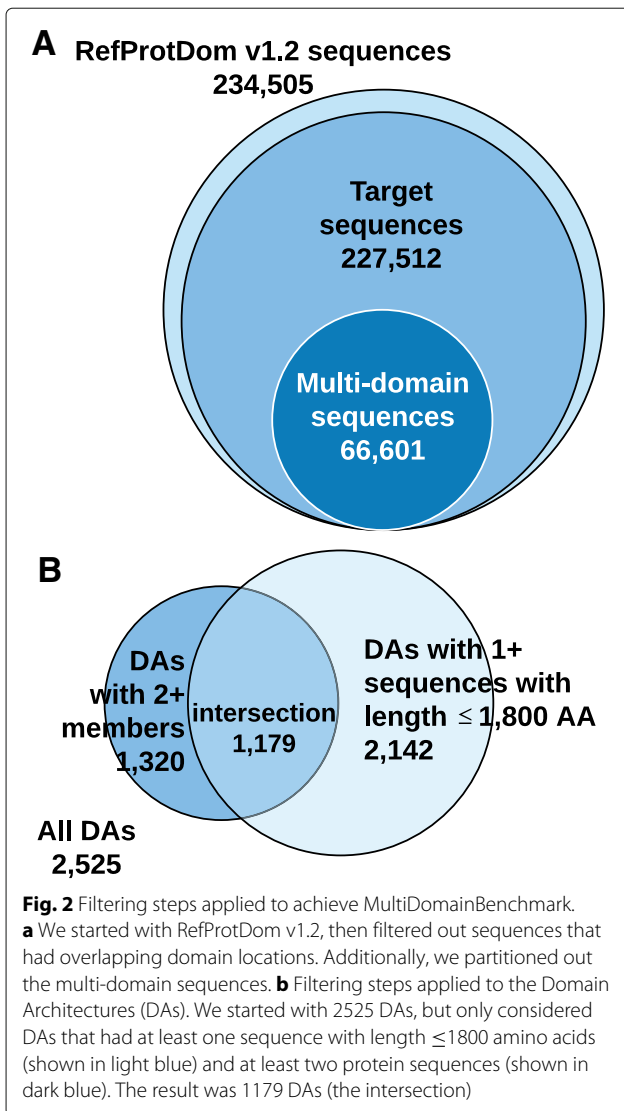 A
RefProtDom v1.2 sequences
234,505
Target
sequences
227,512
Multi-domain
sequences
66,601
B
DAs
with 2+
members
1,320
intersection
1,179
DAs with 1+
sequences with
length ≤ 1,800 AA
2,142
All DAs
2,525
Fig. 2 Filtering steps applied to achieve MultiDomainBenchmark.
a We started with RefProtDom v1.2, then filtered out sequences that
had overlapping domain locations. Additionally, we partitioned out
the multi-domain sequences. b Filtering steps applied to the Domain
Architectures (DAs). We started with 2525 DAs, but only considered
DAs that had at least one sequence with length ≤1800 amino acids
(shown in light blue) and at least two protein sequences (shown in
dark blue). The result was 1179 DAs (the intersection)